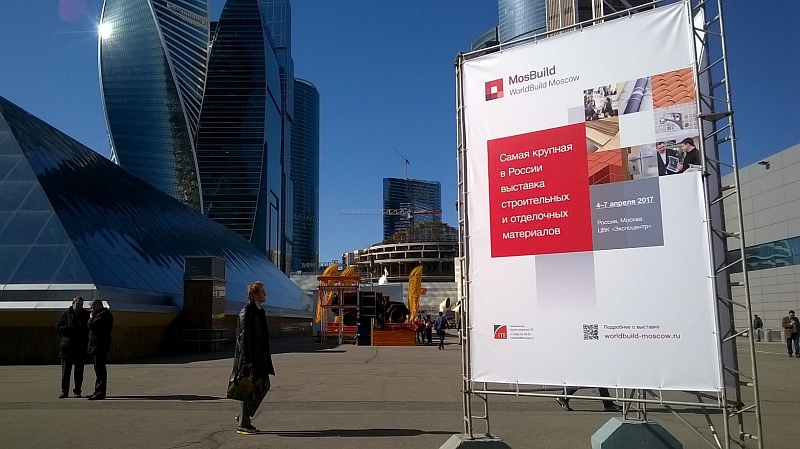 MosBuild
WorldBuild Moscow
Самая крупная
в России
выставка
строительных
и отделочных
материалов
4–7 апреля 2017
Россия, Москва
ЦВК «Экспоцентр»
ITE
Подробнее о выставке
worldbuild-moscow.ru